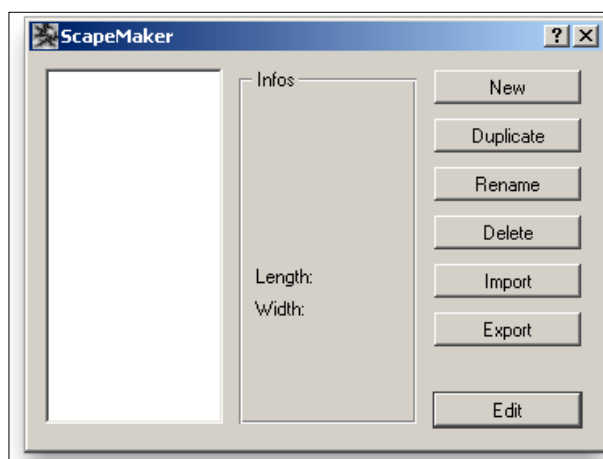 ScapeMaker
Infos
Length:
Width:
New
Duplicate
Rename
Delete
Import
Export
Edit